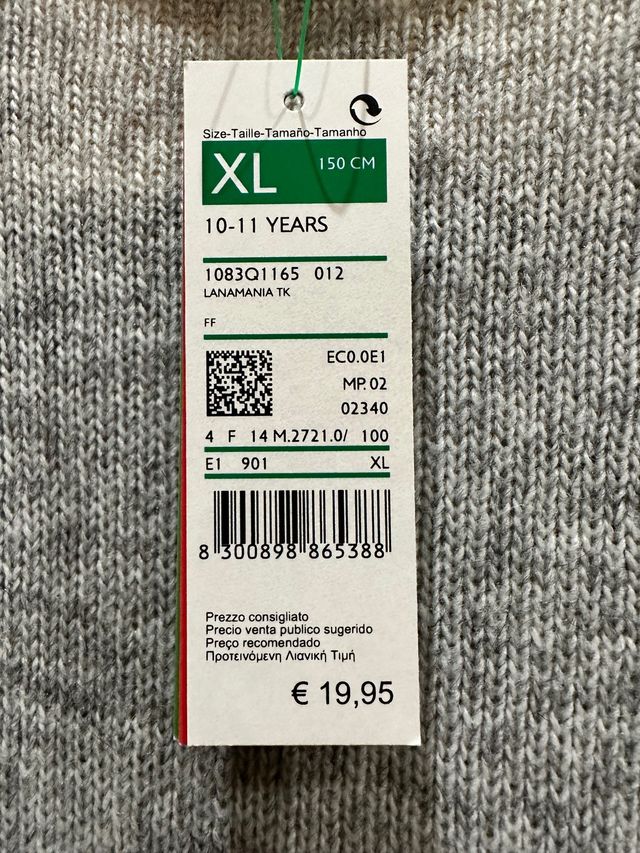 Size-Taille-Tamaño-Tamanho
XL 150 CM
10-11 YEARS
1083Q1165 012
LANAMANIA TK
FF
EC0.0E1
MP. 02
02340
4 F 14 M.2721.0/ 100
E1 901 XL
8 300898 865388
Prezzo consigliato
Precio venta publico sugerido
Preço recomendado
Προτεινόμενη Λιανική Τιμή
€ 19,95